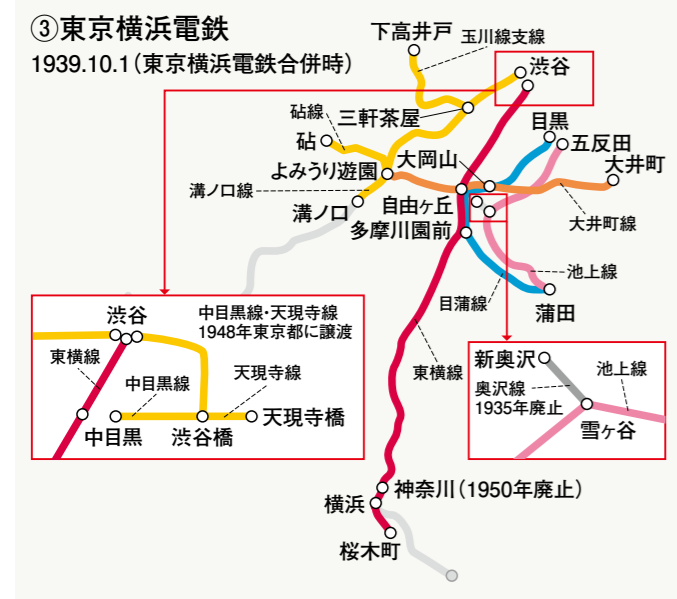 ③東京横浜電鉄
1939.10.1（東京横浜電鉄合併時）
下高井戸
玉川線支線
渋谷
砧線
三軒茶屋
砧
目黒
五反田
よみうり遊園
大岡山
大井町
溝ノ口線
溝ノ口
自由ヶ丘
大井町線
多摩川園前
池上線
目蒲線
蒲田
東横線
渋谷
中目黒線・天現寺線
1948年東京都に譲渡
東横線
中目黒線
天現寺線
中目黒
渋谷橋
天現寺橋
新奥沢
奥沢線
1935年廃止
池上線
雪ヶ谷
神奈川（1950年廃止）
横浜
桜木町